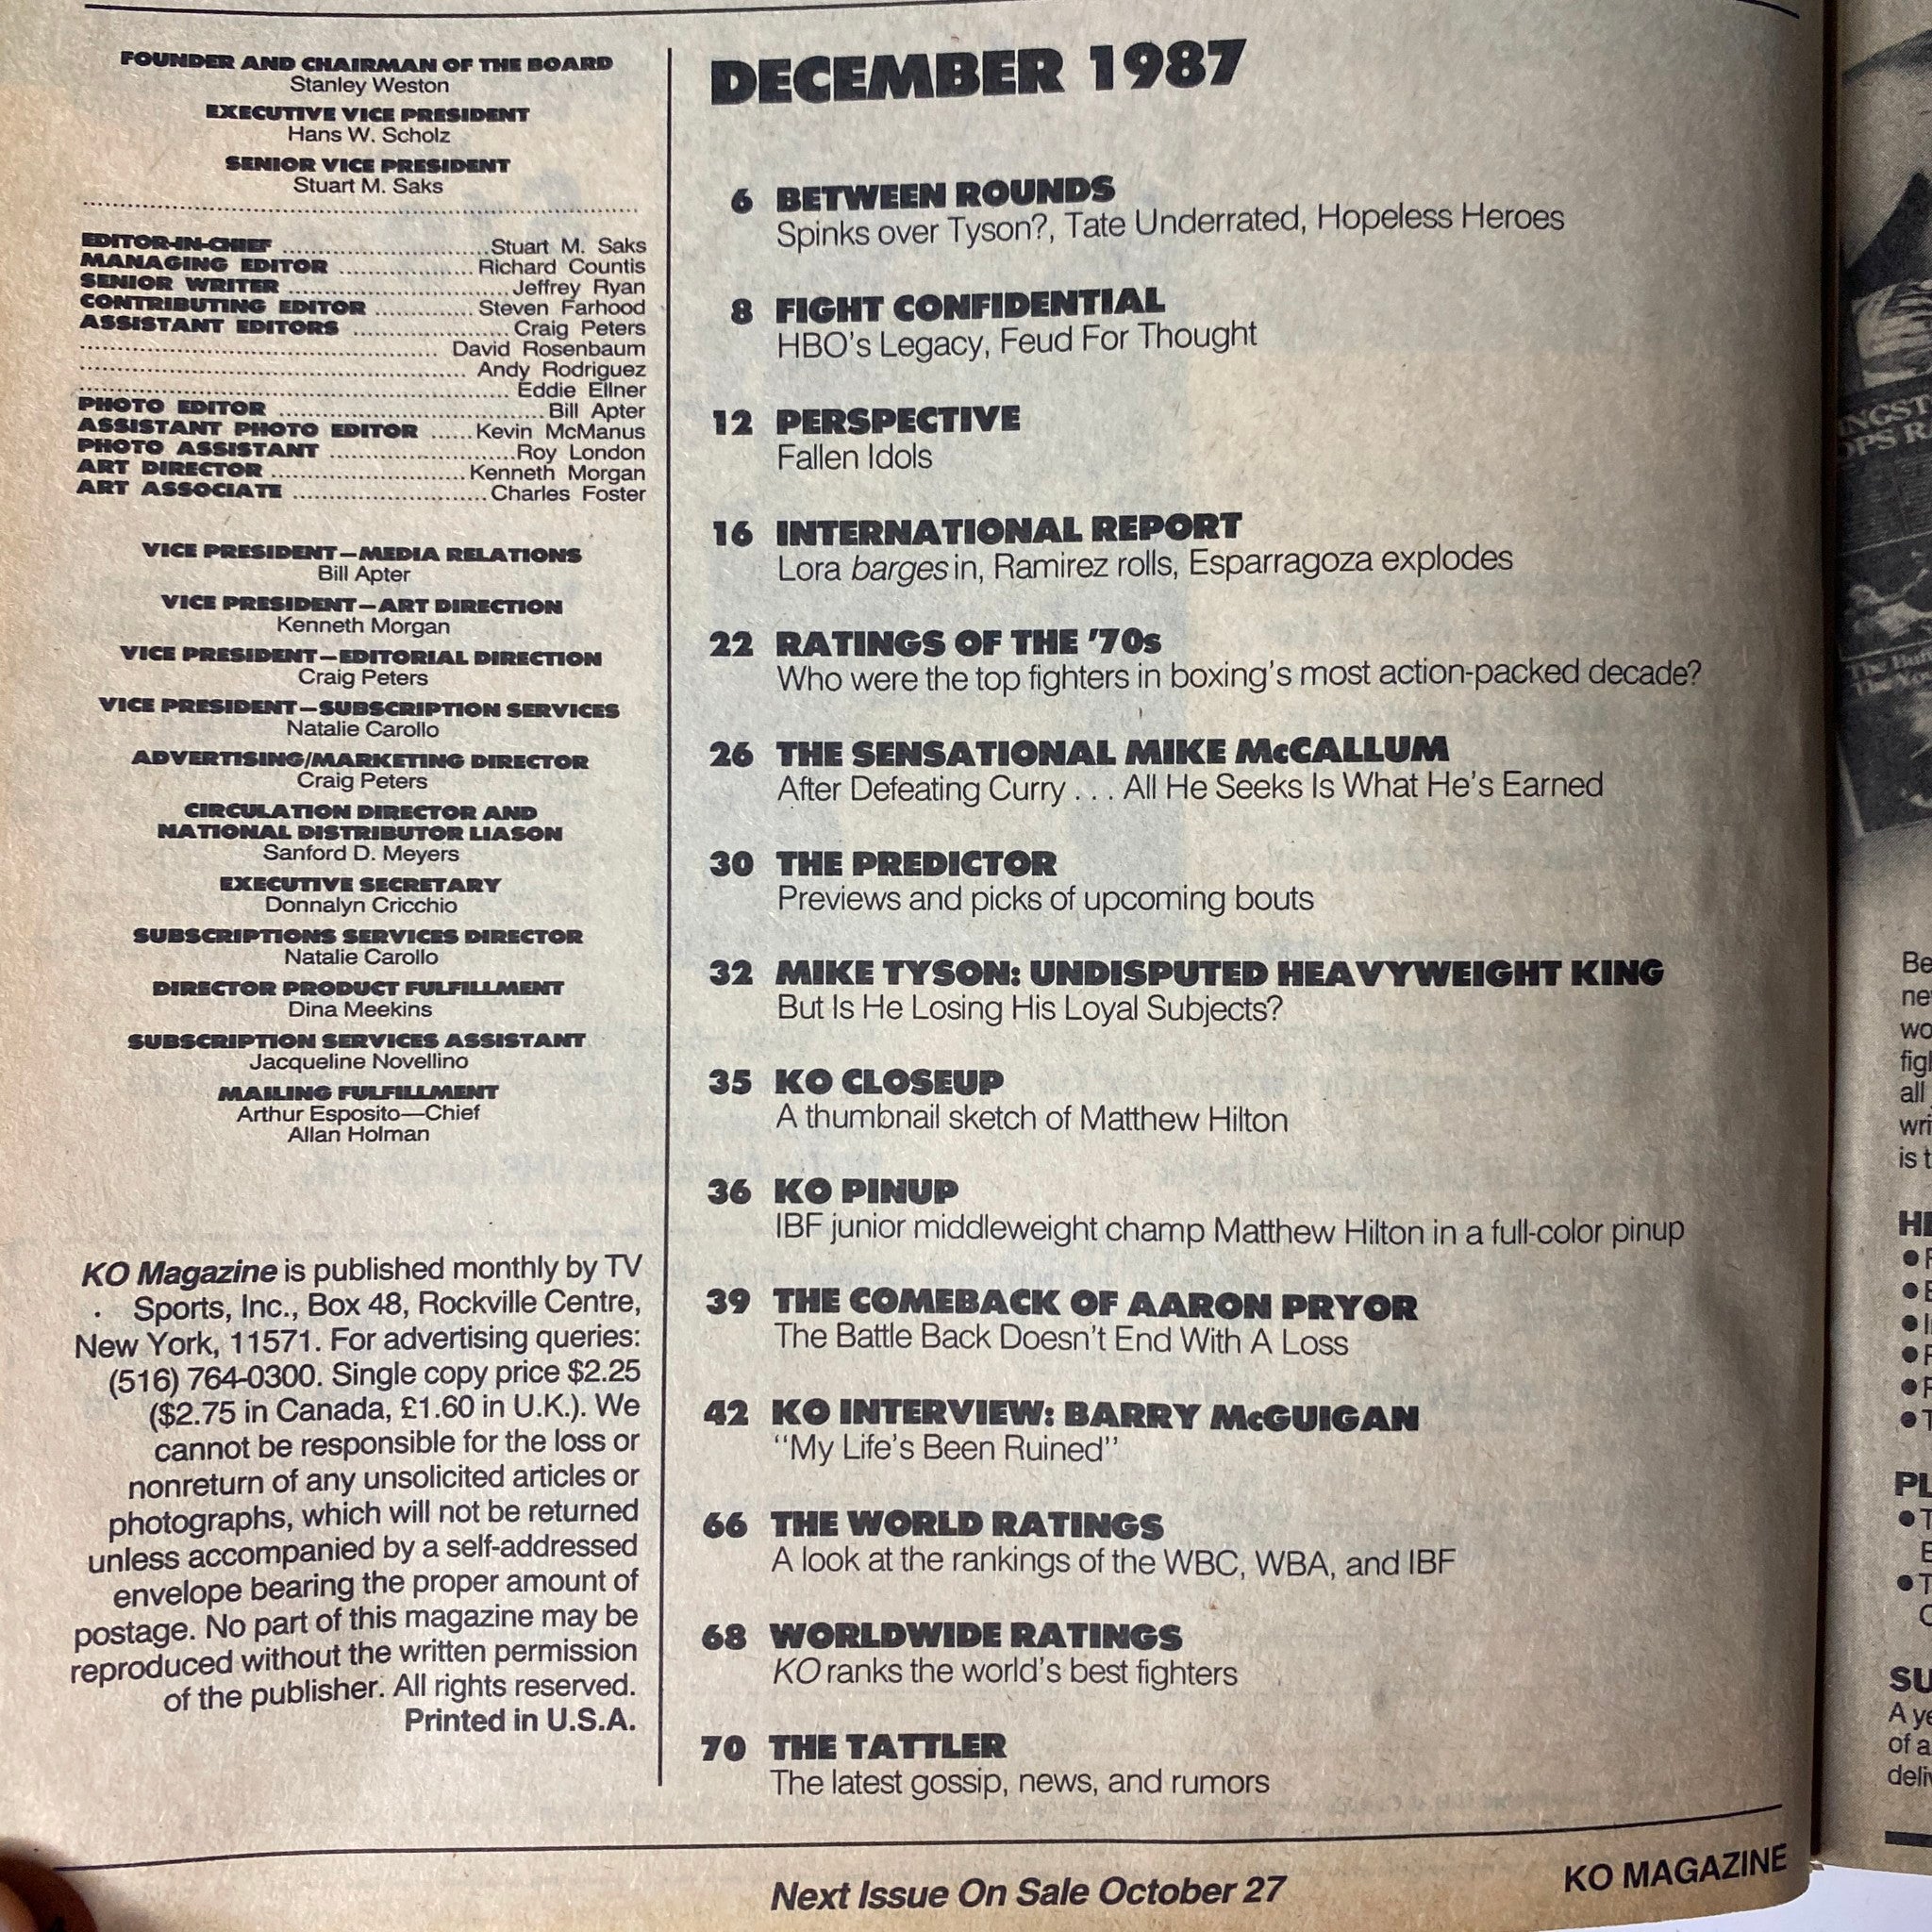 FOUNDER AND CHAIRMAN OF THE BOARD
Stanley Weston
EXECUTIVE VICE PRESIDENT
Hans W. Scholz
SENIOR VICE PRESIDENT
Stuart M. Saks
EDITOR-IN-CHIEF ..............................Stuart M. Saks
MANAGING EDITOR ....................Richard Countis
SENIOR WRITER .................................Jeffrey Ryan
CONTRIBUTING EDITOR ..............Steven Farhood
ASSISTANT EDITORS .......................Craig Peters
.....................................................David Rosenbaum
.........................................................Andy Rodriguez
...............................................................Eddie Ellner
PHOTO EDITOR .......................................Bill Apter
ASSISTANT PHOTO EDITOR ......Kevin McManus
PHOTO ASSISTANT ...........................Roy London
ART DIRECTOR .............................Kenneth Morgan
ART ASSOCIATE .............................Charles Foster
VICE PRESIDENT—MEDIA RELATIONS
Bill Apter
VICE PRESIDENT—ART DIRECTION
Kenneth Morgan
VICE PRESIDENT—EDITORIAL DIRECTION
Craig Peters
VICE PRESIDENT—SUBSCRIPTION SERVICES
Natalie Carollo
ADVERTISING/MARKETING DIRECTOR
Craig Peters
CIRCULATION DIRECTOR AND
NATIONAL DISTRIBUTOR LIASON
Sanford D. Meyers
EXECUTIVE SECRETARY
Donnalyn Cricchio
SUBSCRIPTIONS SERVICES DIRECTOR
Natalie Carollo
DIRECTOR PRODUCT FULFILLMENT
Dina Meekins
SUBSCRIPTION SERVICES ASSISTANT
Jacqueline Novellino
MAILING FULFILLMENT
Arthur Esposito—Chief
Allan Holman
KO Magazine is published monthly by TV
Sports, Inc., Box 48, Rockville Centre,
New York, 11571. For advertising queries:
(516) 764-0300. Single copy price $2.25
($2.75 in Canada, £1.60 in U.K.). We
cannot be responsible for the loss or
nonreturn of any unsolicited articles or
photographs, which will not be returned
unless accompanied by a self-addressed
envelope bearing the proper amount of
postage. No part of this magazine may be
reproduced without the written permission
of the publisher. All rights reserved.
Printed in U.S.A.
DECEMBER 1987
6 BETWEEN ROUNDS
Spinks over Tyson?, Tate Underrated, Hopeless Heroes
8 FIGHT CONFIDENTIAL
HBO's Legacy, Feud For Thought
12 PERSPECTIVE
Fallen Idols
16 INTERNATIONAL REPORT
Lora barges in, Ramirez rolls, Esparragoza explodes
22 RATINGS OF THE '70s
Who were the top fighters in boxing's most action-packed decade?
26 THE SENSATIONAL MIKE McCALLUM
After Defeating Curry . . . All He Seeks Is What He's Earned
30 THE PREDICTOR
Previews and picks of upcoming bouts
32 MIKE TYSON: UNDISPUTED HEAVYWEIGHT KING
But Is He Losing His Loyal Subjects?
35 KO CLOSEUP
A thumbnail sketch of Matthew Hilton
36 KO PINUP
IBF junior middleweight champ Matthew Hilton in a full-color pinup
39 THE COMEBACK OF AARON PRYOR
The Battle Back Doesn't End With A Loss
42 KO INTERVIEW: BARRY McGUIGAN
"My Life's Been Ruined"
66 THE WORLD RATINGS
A look at the rankings of the WBC, WBA, and IBF
68 WORLDWIDE RATINGS
KO ranks the world's best fighters
70 THE TATTLER
The latest gossip, news, and rumors
Next Issue On Sale October 27
KO MAGAZINE